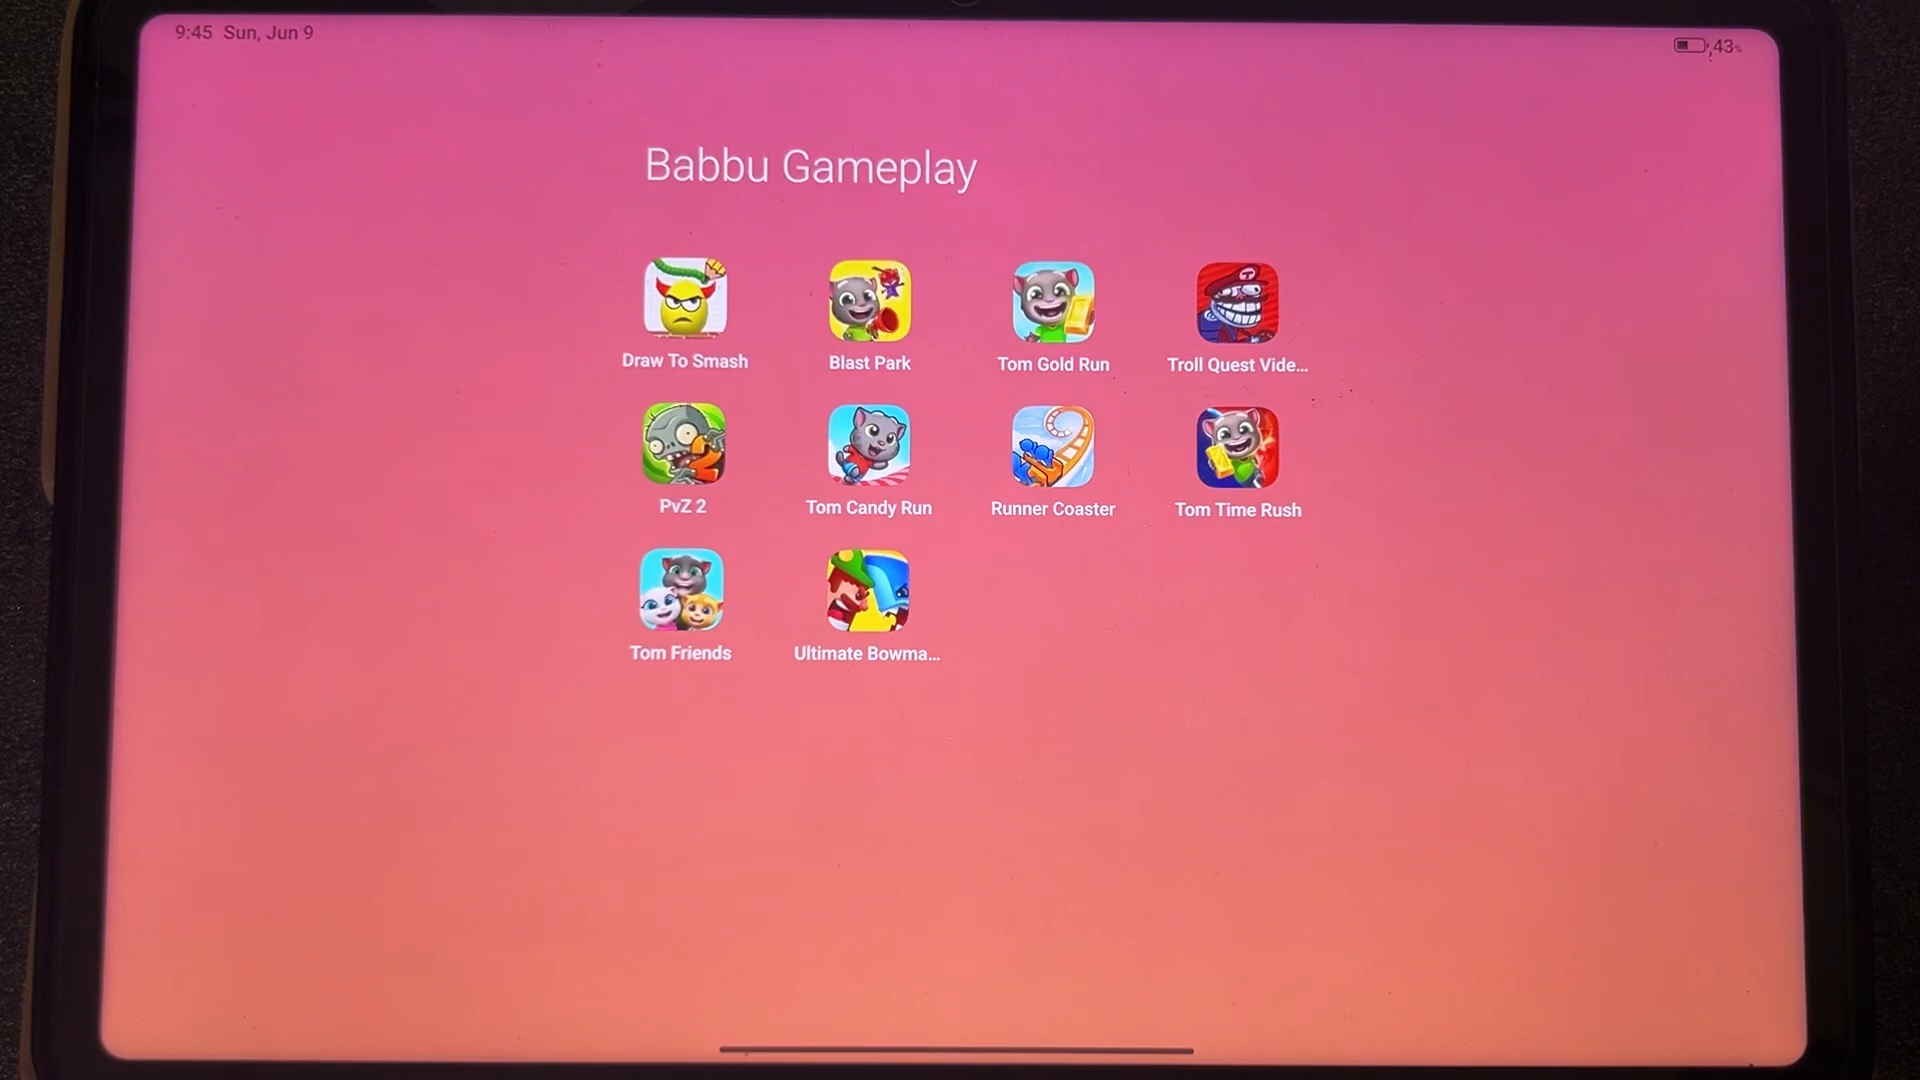 9:45 Sun, Jun 9
43%
Babbu Gameplay
Draw To Smash
Blast Park
Tom Gold Run
Troll Quest Vide...
PvZ 2
Tom Candy Run
Runner Coaster
Tom Time Rush
Tom Friends
Ultimate Bowma...